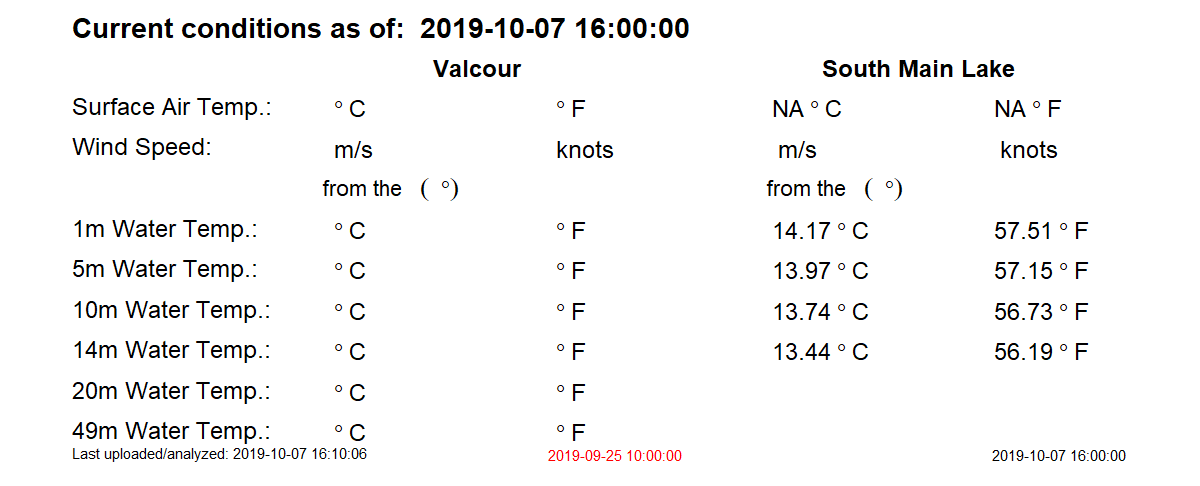 Current conditions as of: 2019-10-07 16:00:00
Valcour South Main Lake
Surface Air Temp.: ° C ° F NA ° C NA ° F
Wind Speed: m/s knots m/s knots
from the ( °) from the ( °)
1m Water Temp.: ° C ° F 14.17 ° C 57.51 ° F
5m Water Temp.: ° C ° F 13.97 ° C 57.15 ° F
10m Water Temp.: ° C ° F 13.74 ° C 56.73 ° F
14m Water Temp.: ° C ° F 13.44 ° C 56.19 ° F
20m Water Temp.: ° C ° F
49m Water Temp.: ° C ° F
Last uploaded/analyzed: 2019-10-07 16:10:06 2019-09-25 10:00:00 2019-10-07 16:00:00